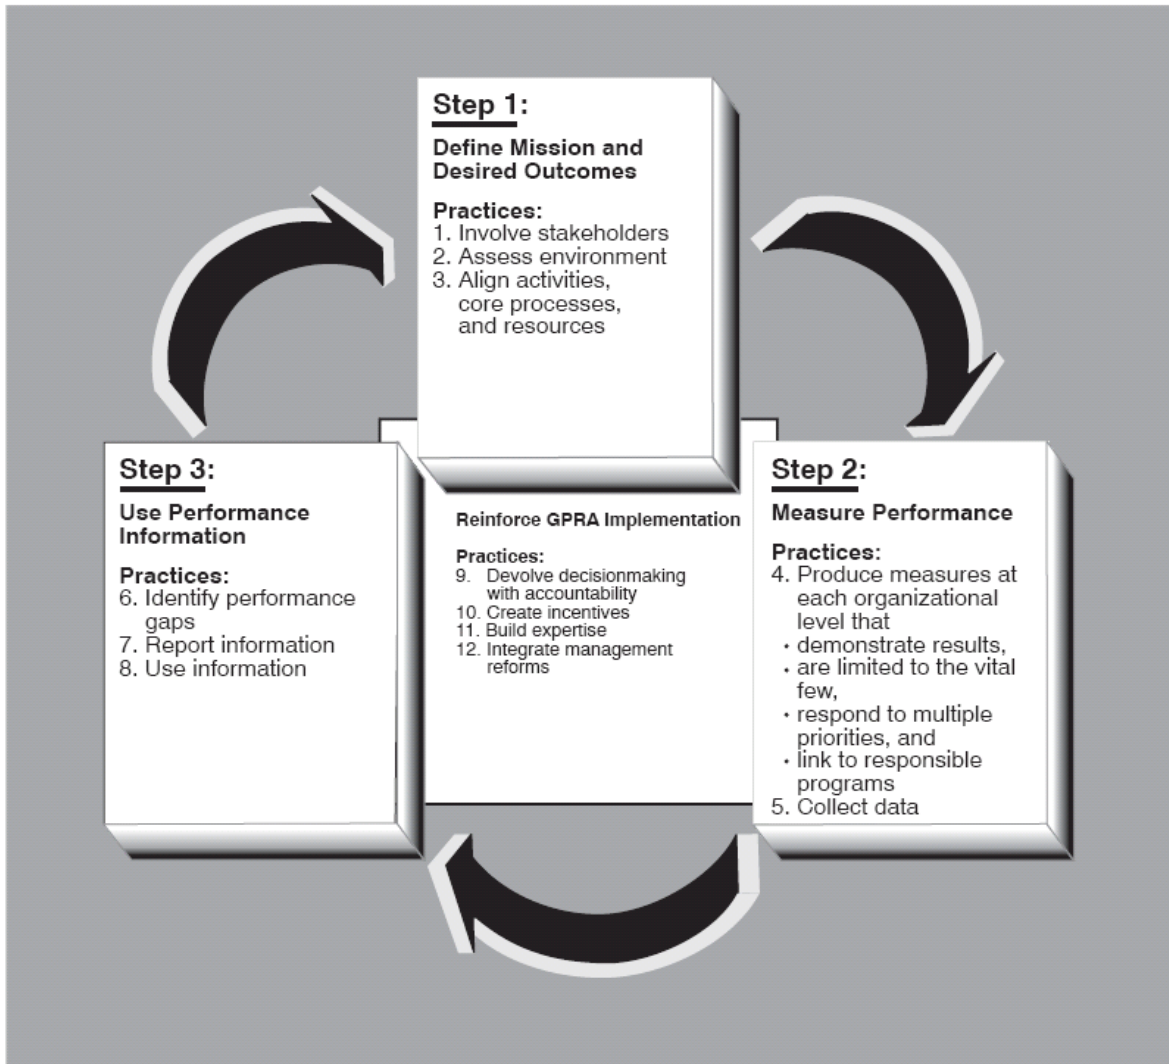 Step 1:
Define Mission and
Desired Outcomes
Practices:
1. Involve stakeholders
2. Assess environment
3. Align activities,
core processes,
and resources
Step 2:
Measure Performance
Practices:
4. Produce measures at
each organizational
level that
• demonstrate results,
• are limited to the vital
few,
• respond to multiple
priorities, and
• link to responsible
programs
5. Collect data
Step 3:
Use Performance
Information
Practices:
6. Identify performance
gaps
7. Report information
8. Use information
Reinforce GPRA Implementation
Practices:
9. Devolve decisionmaking
with accountability
10. Create incentives
11. Build expertise
12. Integrate management
reforms